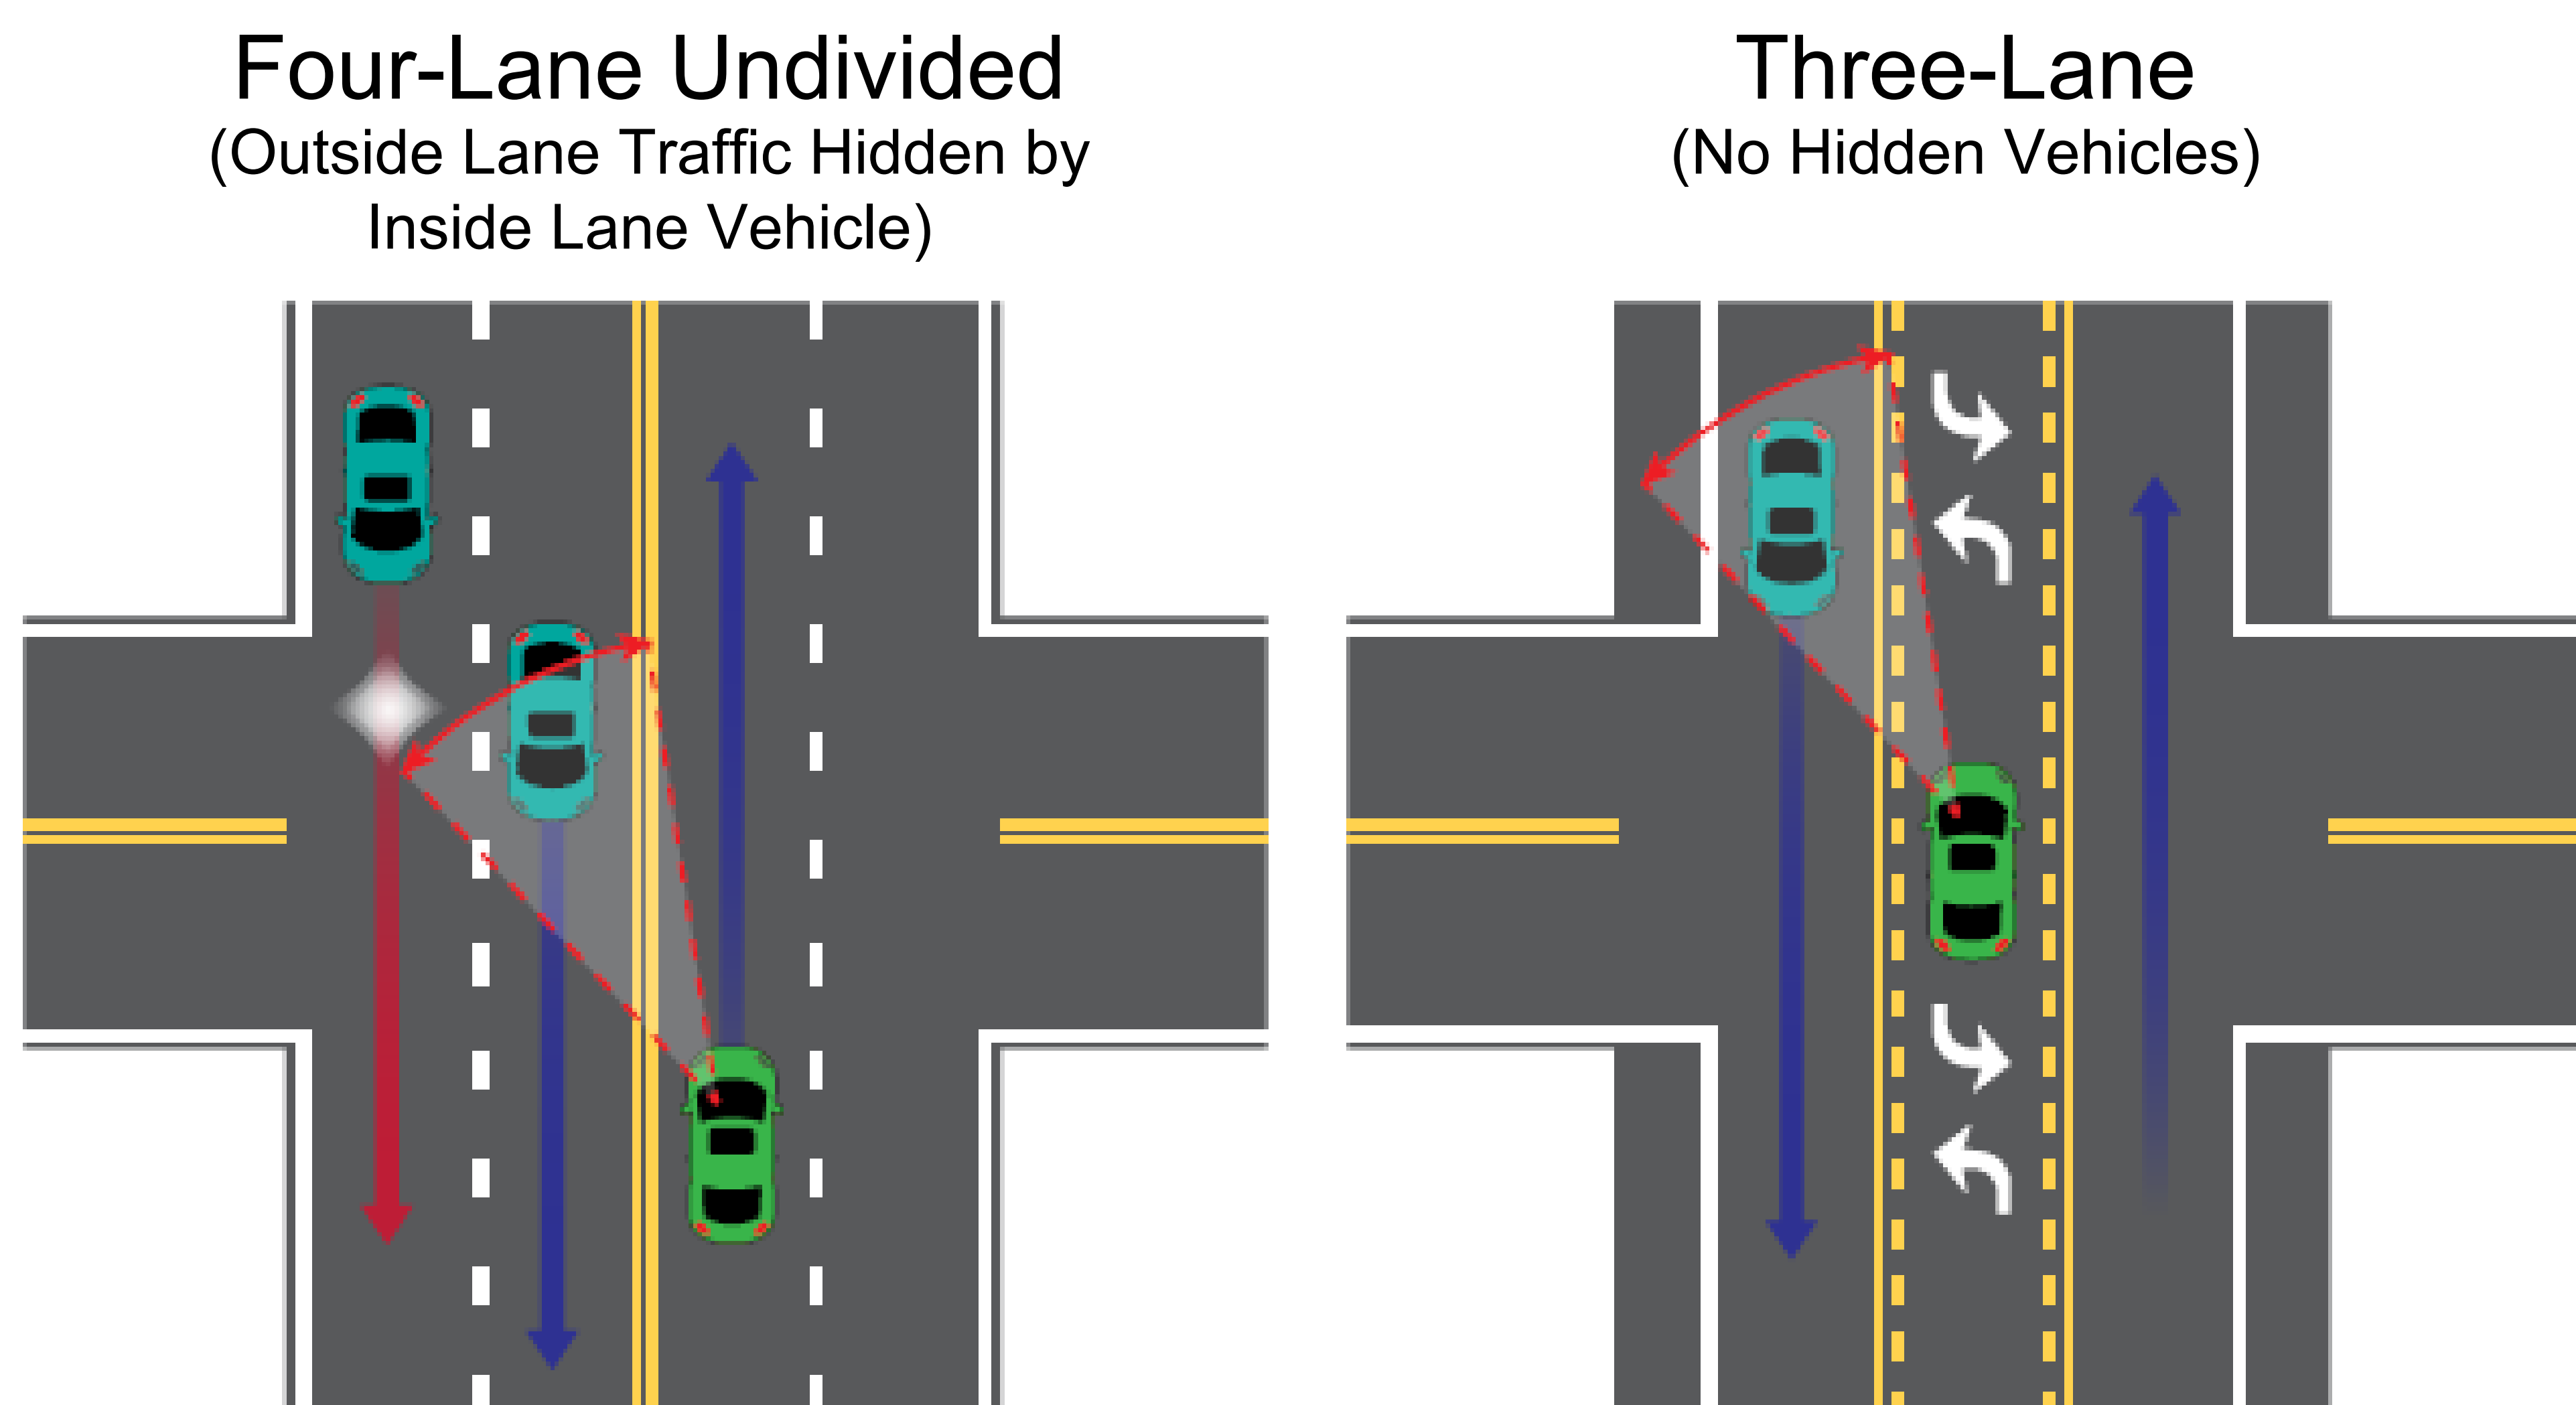 Four-Lane Undivided
(Outside Lane Traffic Hidden by
Inside Lane Vehicle)
Three-Lane
(No Hidden Vehicles)